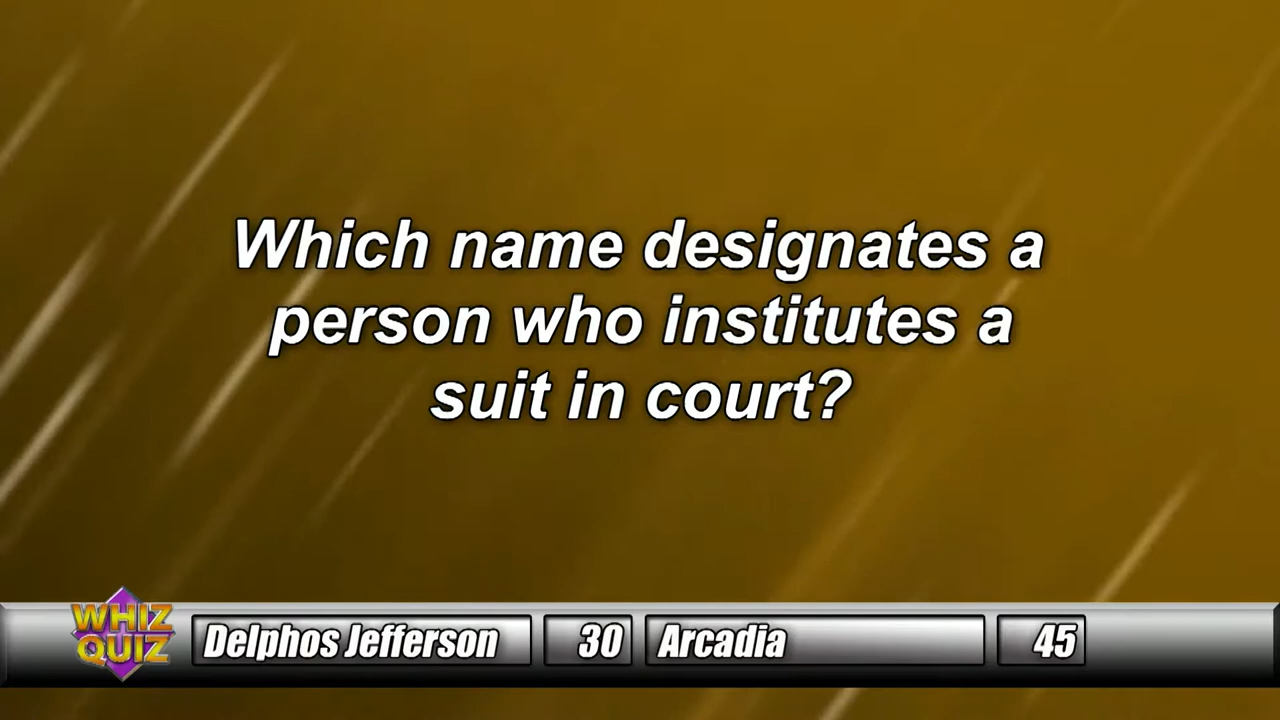 Which name designates a
person who institutes a
suit in court?
WHIZ
QUIZ
Delphos Jefferson 30 Arcadia 45